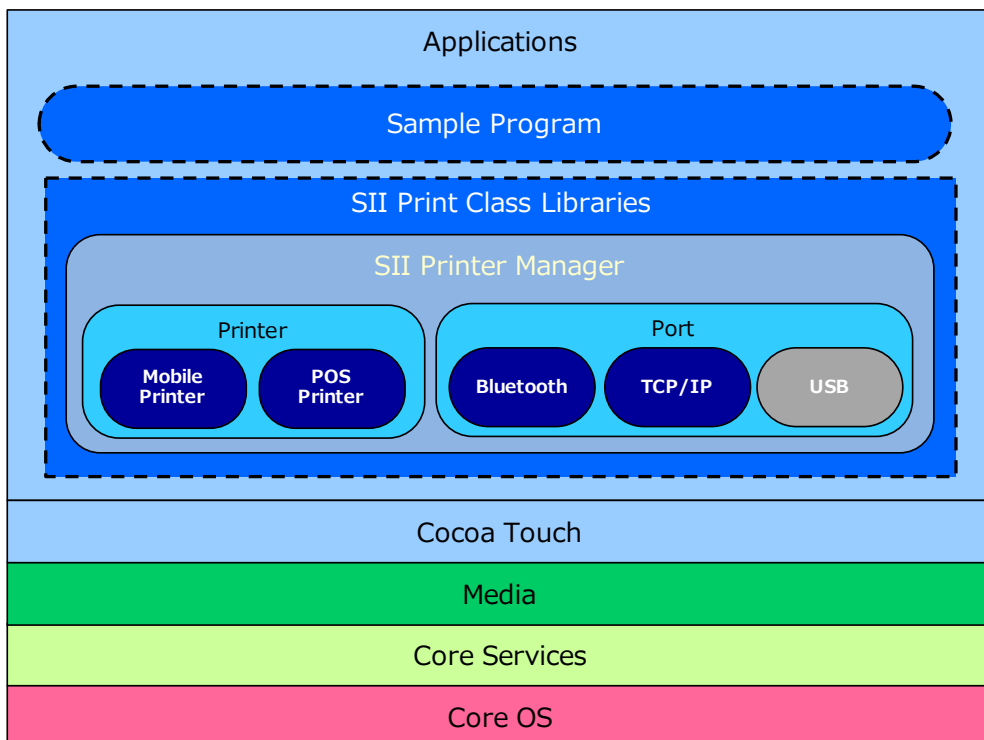 Applications
Sample Program
SII Print Class Libraries
SII Printer Manager
Printer
Mobile
Printer
POS
Printer
Port
Bluetooth
TCP/IP
USB
Cocoa Touch
Media
Core Services
Core OS